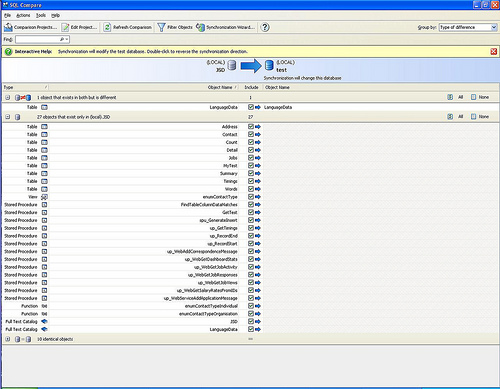 SQL Compare
File Actions Tools Help
Comparison Projects... Edit Project... Refresh Comparison Filter Objects Synchronization Wizard... Group by: Type of difference
Find:
Interactive Help: Synchronization will modify the test database. Double-click to reverse the synchronization direction.
(LOCAL) (LOCAL)
JSD test
Synchronization will change this database
Type Object Name Include Object Name
1 object that exists in both but is different 1 All None
Table LanguageData LanguageData
27 objects that exist only in (local).JSD 27 All None
Table Address
Table Contact
Table Count
Table Detail
Table Jobs
Table MyTest
Table Summary
Table Timings
Table Words
View enumContactType
Stored Procedure FindTableColumnDataMatches
Stored Procedure GetTest
Stored Procedure spu_GenerateInsert
Stored Procedure up_GetTimings
Stored Procedure up_RecordEnd
Stored Procedure up_RecordStart
Stored Procedure up_WebAddCorrespondenceMessage
Stored Procedure up_WebGetDashboardStats
Stored Procedure up_WebGetJobActivity
Stored Procedure up_WebGetJobResponses
Stored Procedure up_WebGetJobViews
Stored Procedure up_WebGetSalaryRatesFromIDs
Stored Procedure up_WebServiceAddApplicationMessage
Function enumContactTypeIndividual
Function enumContactTypeOrganisation
Full Text Catalog JSD
Full Text Catalog LanguageData
10 identical objects